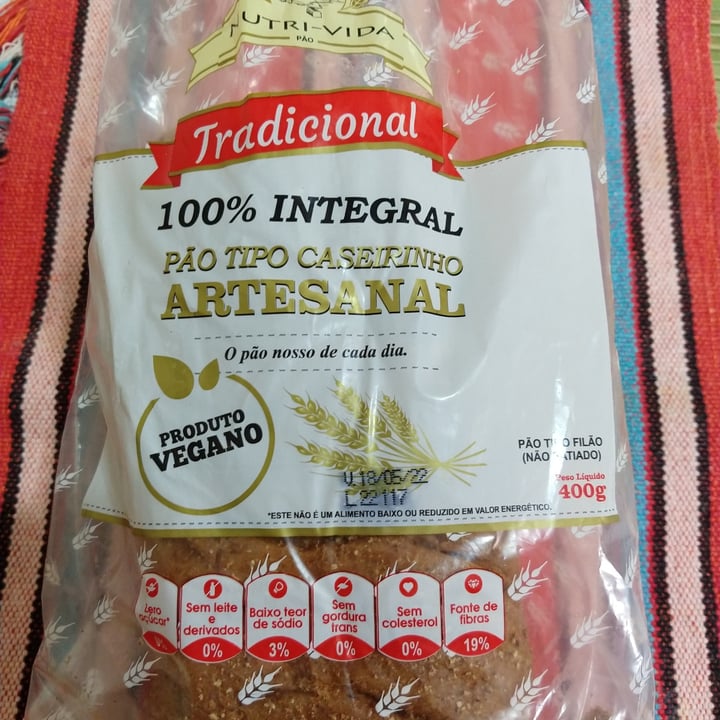 NUTRI-VIDA
PÃO
Tradicional
100% INTEGRAL
PÃO TIPO CASEIRINHO
ARTESANAL
O pão nosso de cada dia.
PRODUTO
VEGANO
PÃO TIPO FILÃO
(NÃO FATIADO)
Peso Líquido
400g
V.18/05/22
L 22117
*ESTE NÃO É UM ALIMENTO BAIXO OU REDUZIDO EM VALOR ENERGÉTICO.
Zero
açúcar*
Sem leite
e
derivados
0%
Baixo teor
de sódio
3%
Sem
gordura
trans
0%
Sem
colesterol
0%
Fonte de
fibras
19%